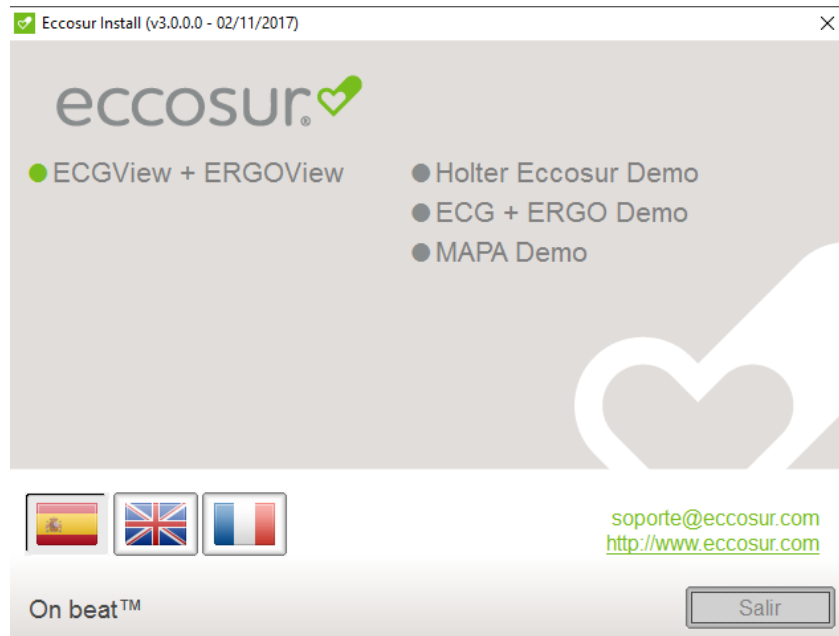 Eccosur Install (v3.0.0.0 - 02/11/2017)
eccosur®
ECGView + ERGOView
Holter Eccosur Demo
ECG + ERGO Demo
MAPA Demo
soporte@eccosur.com
http://www.eccosur.com
On beat™
Salir